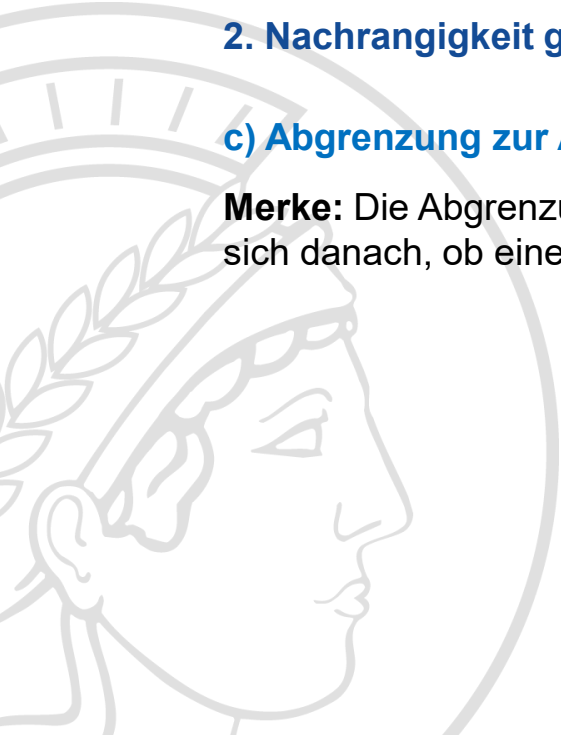 2. Nachrangigkeit g
c) Abgrenzung zur
Merke: Die Abgrenz
sich danach, ob eine